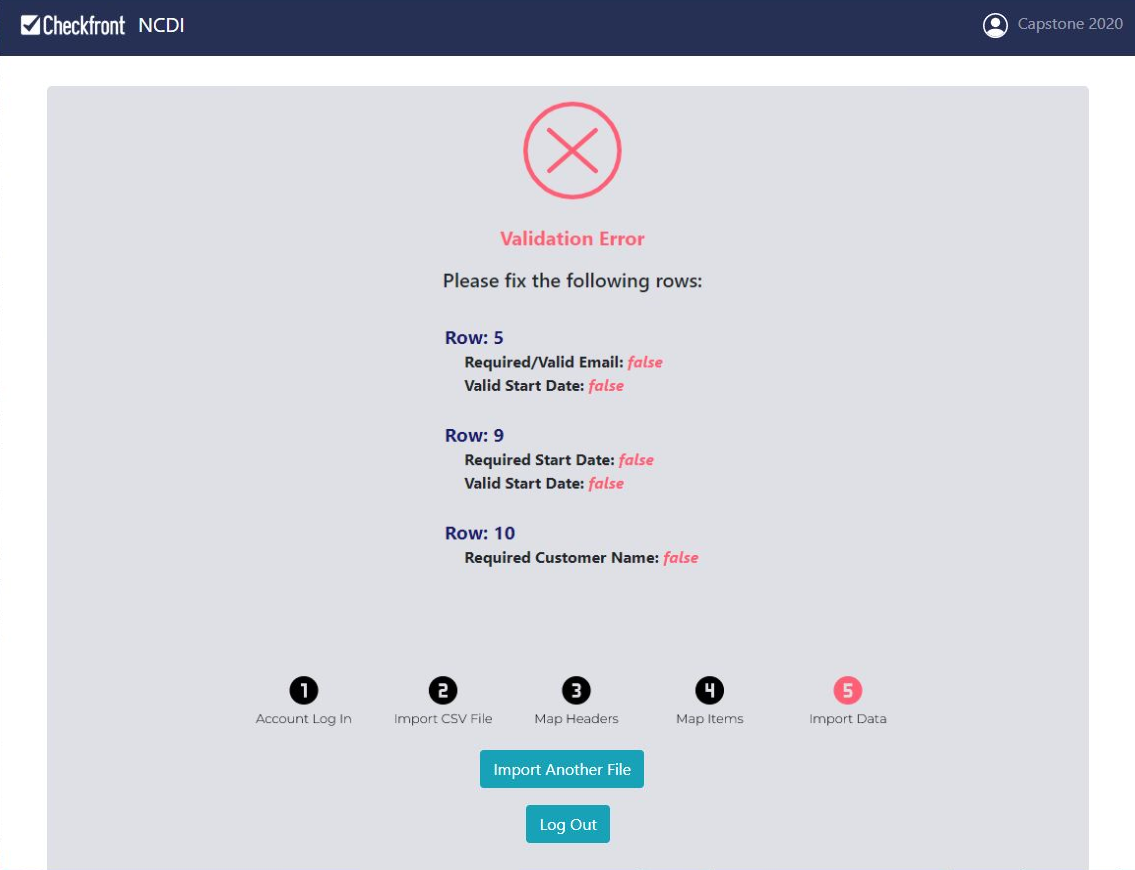 Checkfront NCDI
Capstone 2020
Validation Error
Please fix the following rows:
Row: 5
Required/Valid Email: false
Valid Start Date: false
Row: 9
Required Start Date: false
Valid Start Date: false
Row: 10
Required Customer Name: false
1 2 3 4 5
Account Log In Import CSV File Map Headers Map Items Import Data
Import Another File
Log Out